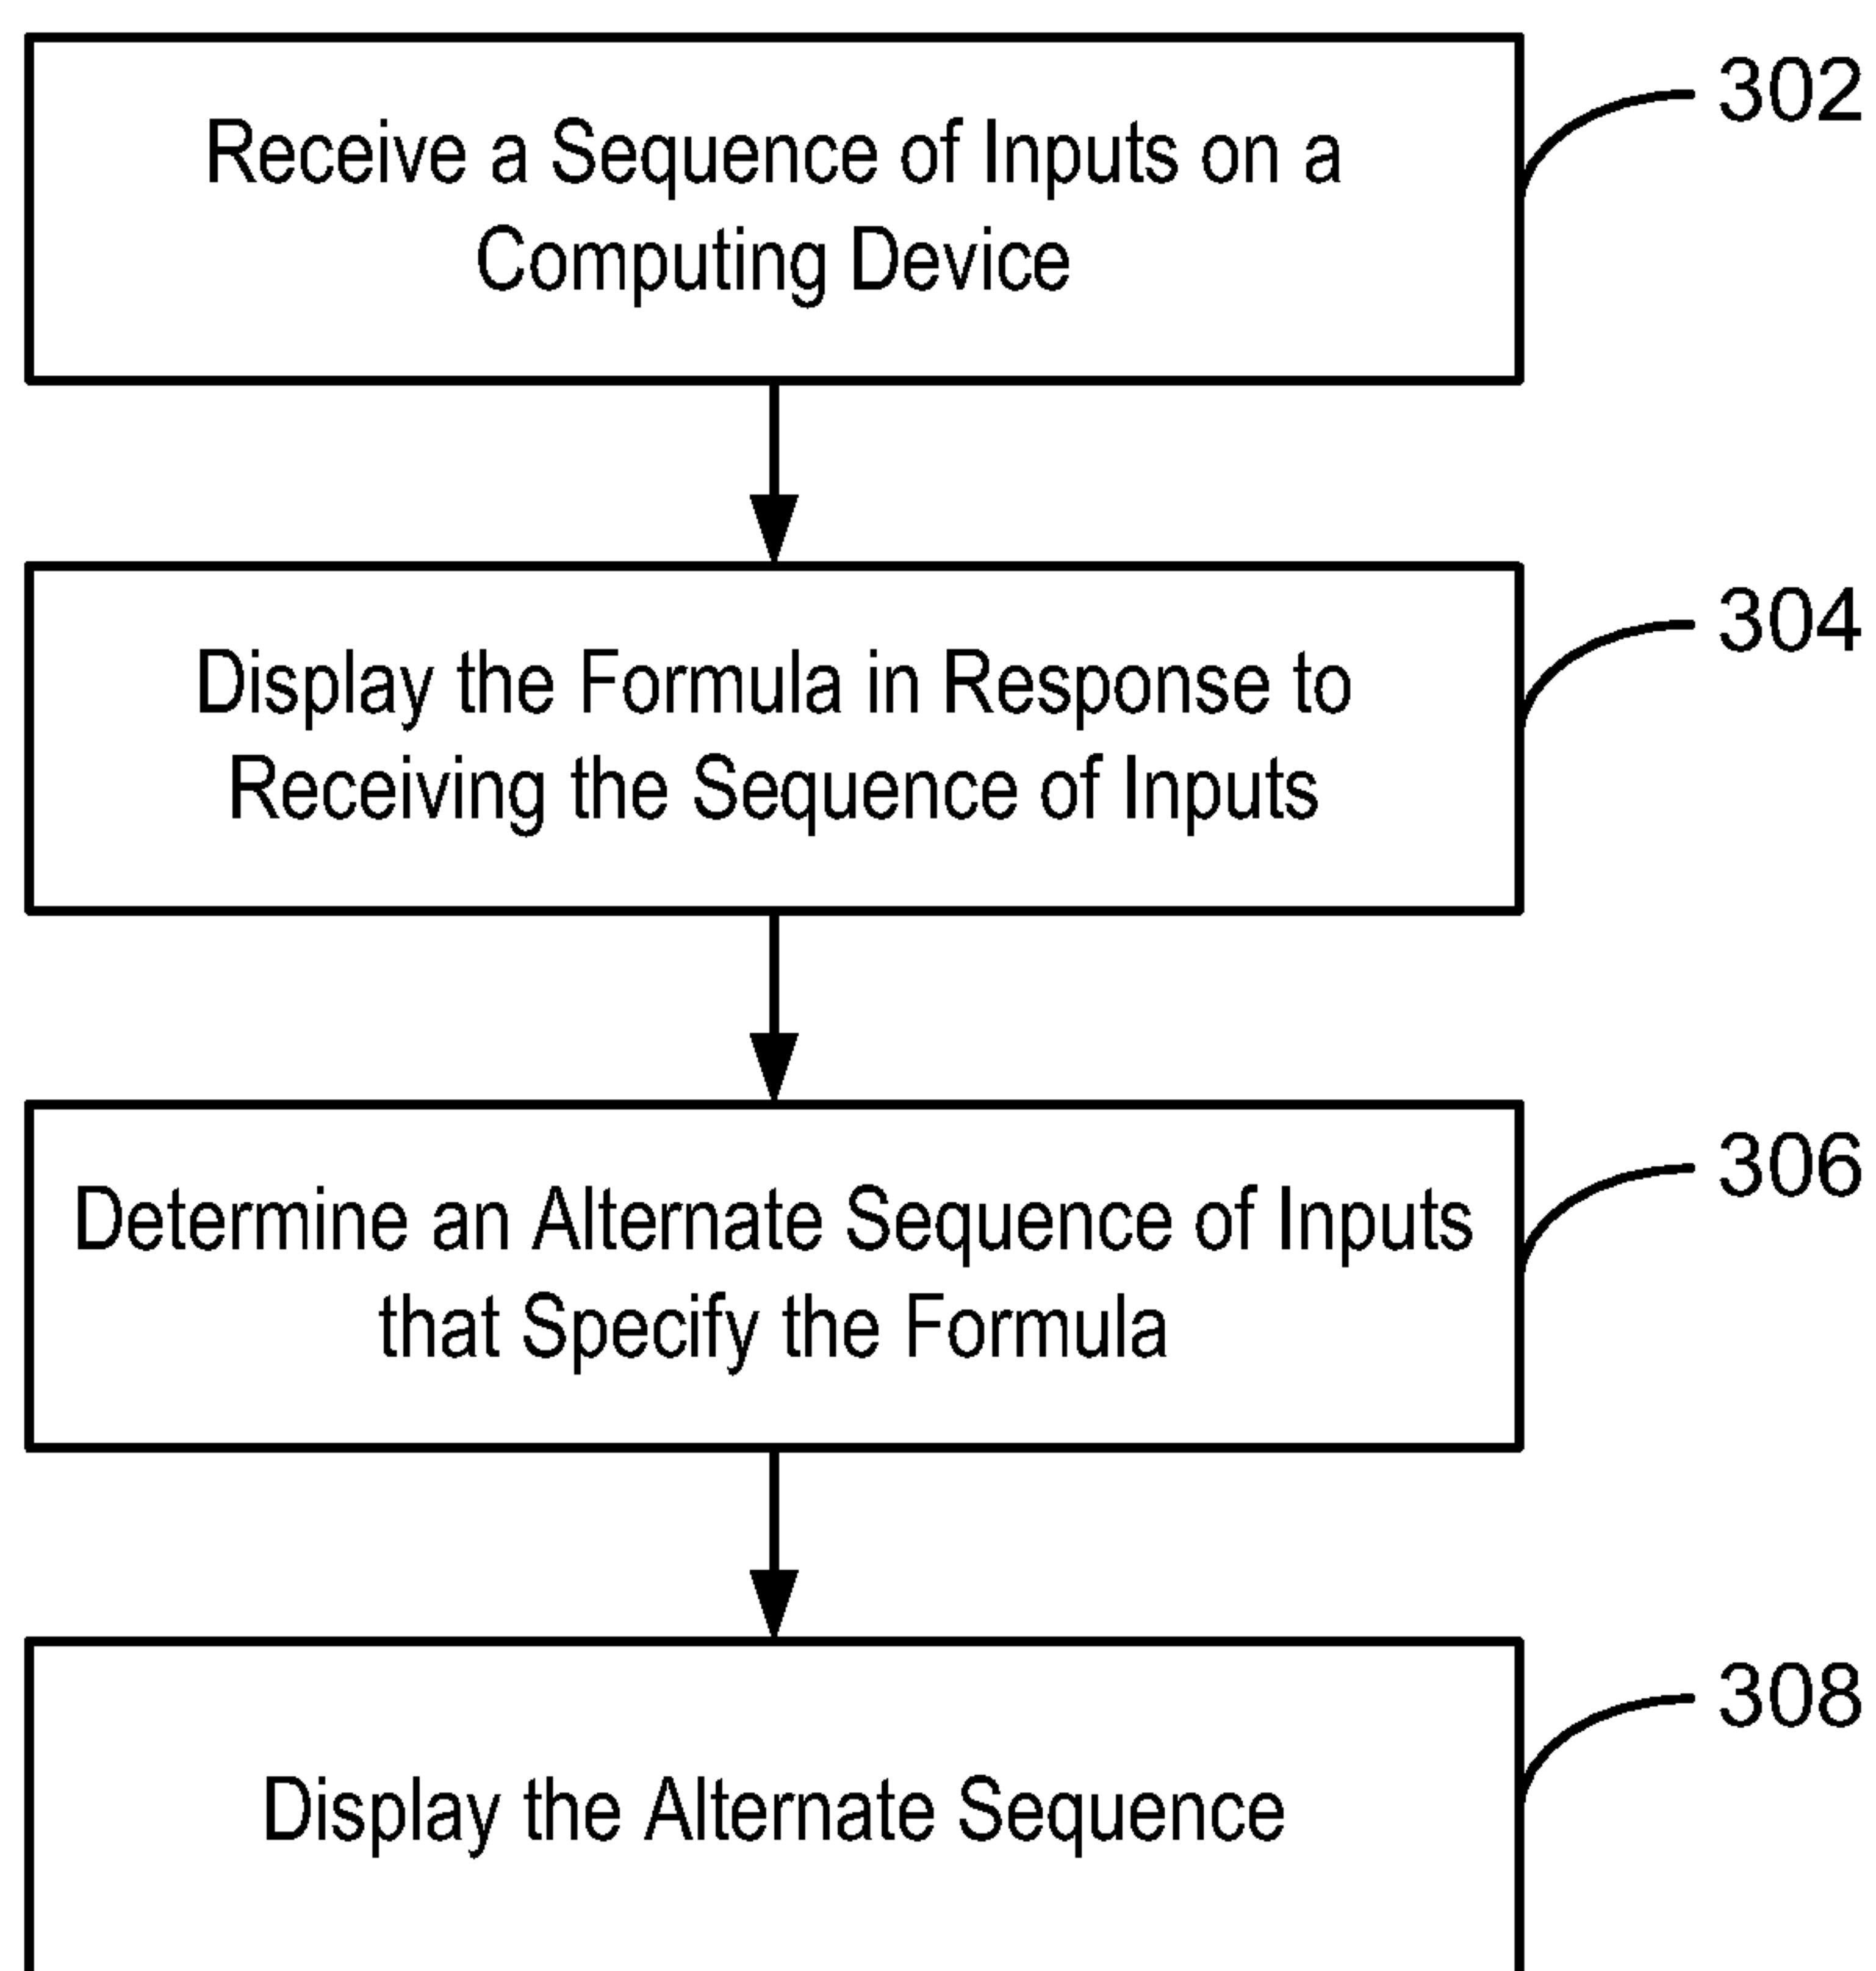 Receive a Sequence of Inputs on a
Computing Device
302
Display the Formula in Response to
Receiving the Sequence of Inputs
304
Determine an Alternate Sequence of Inputs
that Specify the Formula
306
Display the Alternate Sequence
308